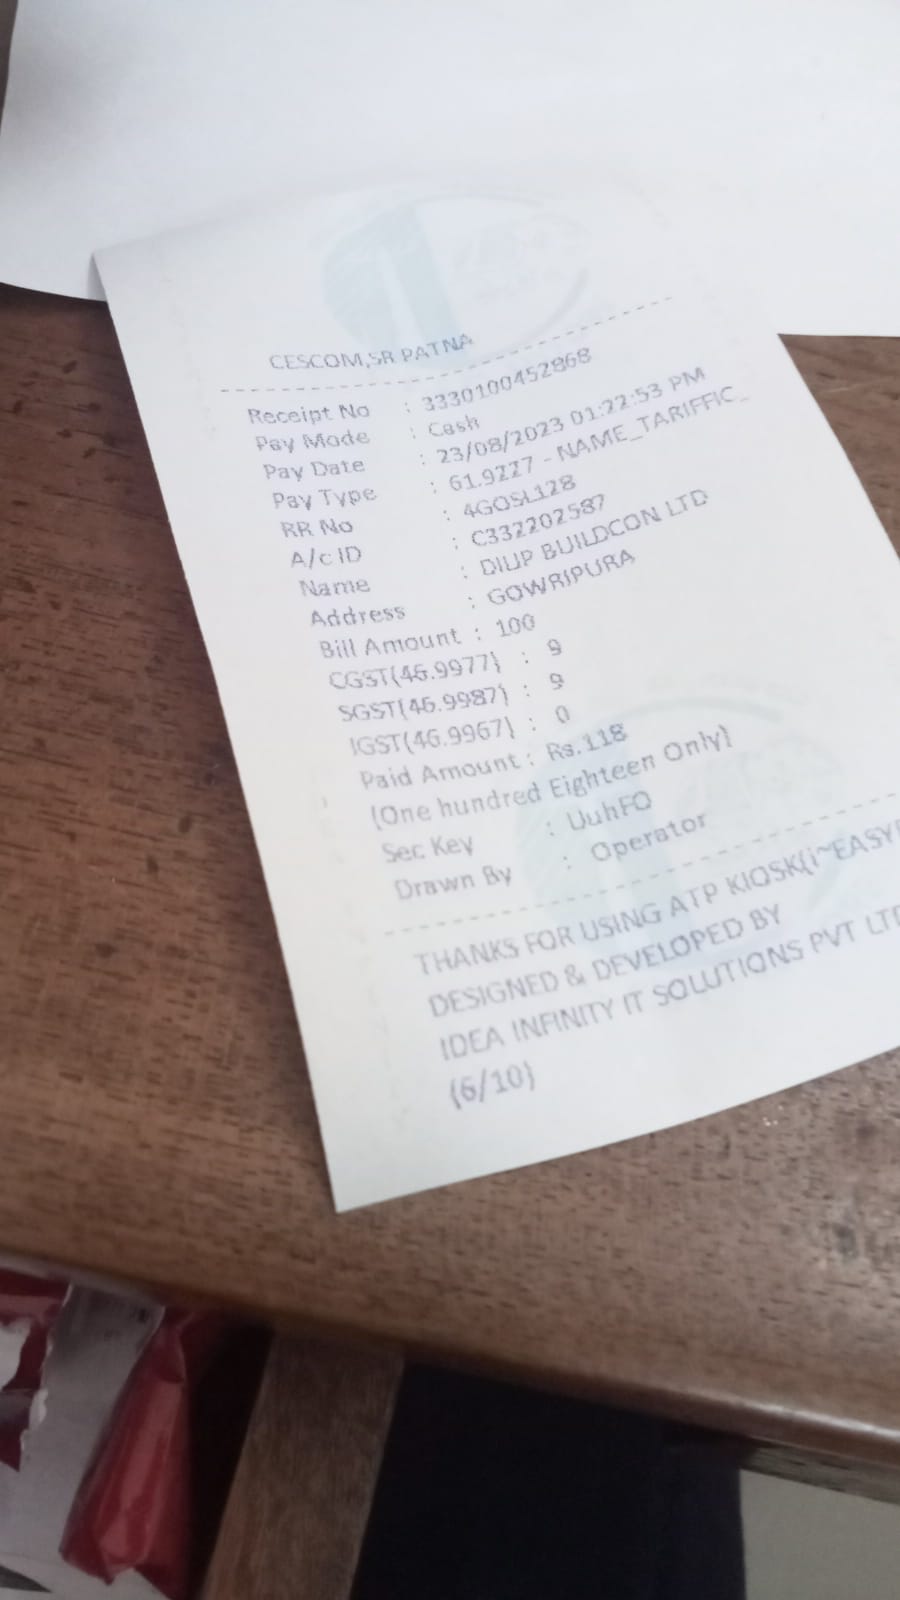 CESCOM,SR PATNA
Receipt No : 3330100452868
Pay Mode : Cash
Pay Date : 23/08/2023 01:22:53 PM
Pay Type : 61.9227 - NAME_TARIFFIC_
RR No : 4GOSL128
A/c ID : C332202587
Name : DILIP BUILDCON LTD
Address : GOWRIPURA
Bill Amount : 100
CGST(46.9977) : 9
SGST(46.9987) : 9
IGST(46.9967) : 0
Paid Amount : Rs.118
(One hundred Eighteen Only)
Sec Key : UuhFO
Drawn By : Operator
THANKS FOR USING ATP KIOSK(i~EASYP
DESIGNED & DEVELOPED BY
IDEA INFINITY IT SOLUTIONS PVT LTD
(6/10)